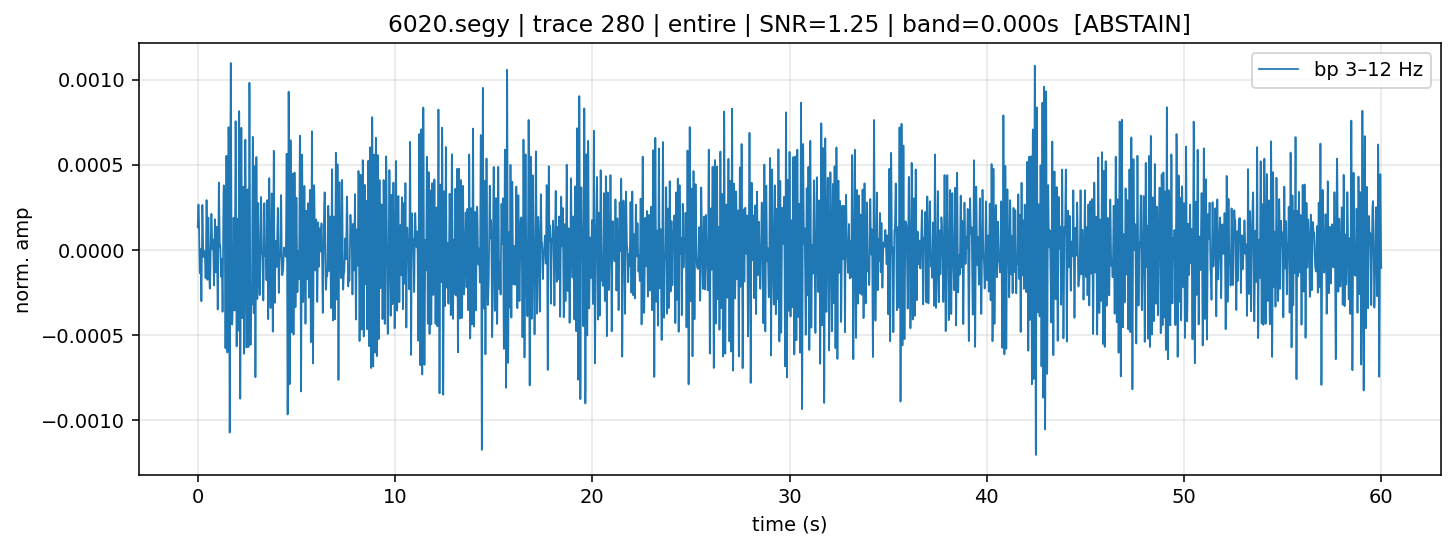 6020.segy | trace 280 | entire | SNR=1.25 | band=0.000s  [ABSTAIN]
bp 3–12 Hz
0.0010
0.0005
0.0000
−0.0005
−0.0010
norm. amp
0 10 20 30 40 50 60
time (s)